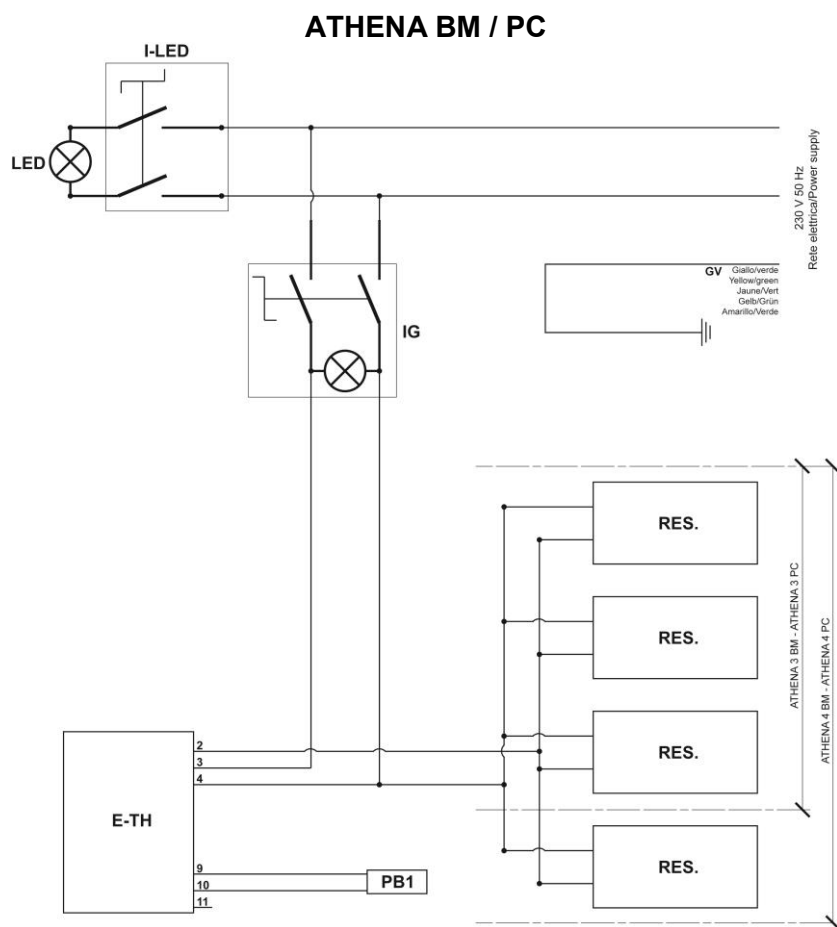 ATHENA BM / PC
I-LED
LED
230 V 50 Hz
Rete elettrica/Power supply
GV
Giallo/verde
Yellow/green
Jaune/Vert
Gelb/Grün
Amarillo/Verde
IG
RES.
RES.
RES.
RES.
ATHENA 3 BM - ATHENA 3 PC
ATHENA 4 BM - ATHENA 4 PC
E-TH
2
3
4
9
10
11
PB1